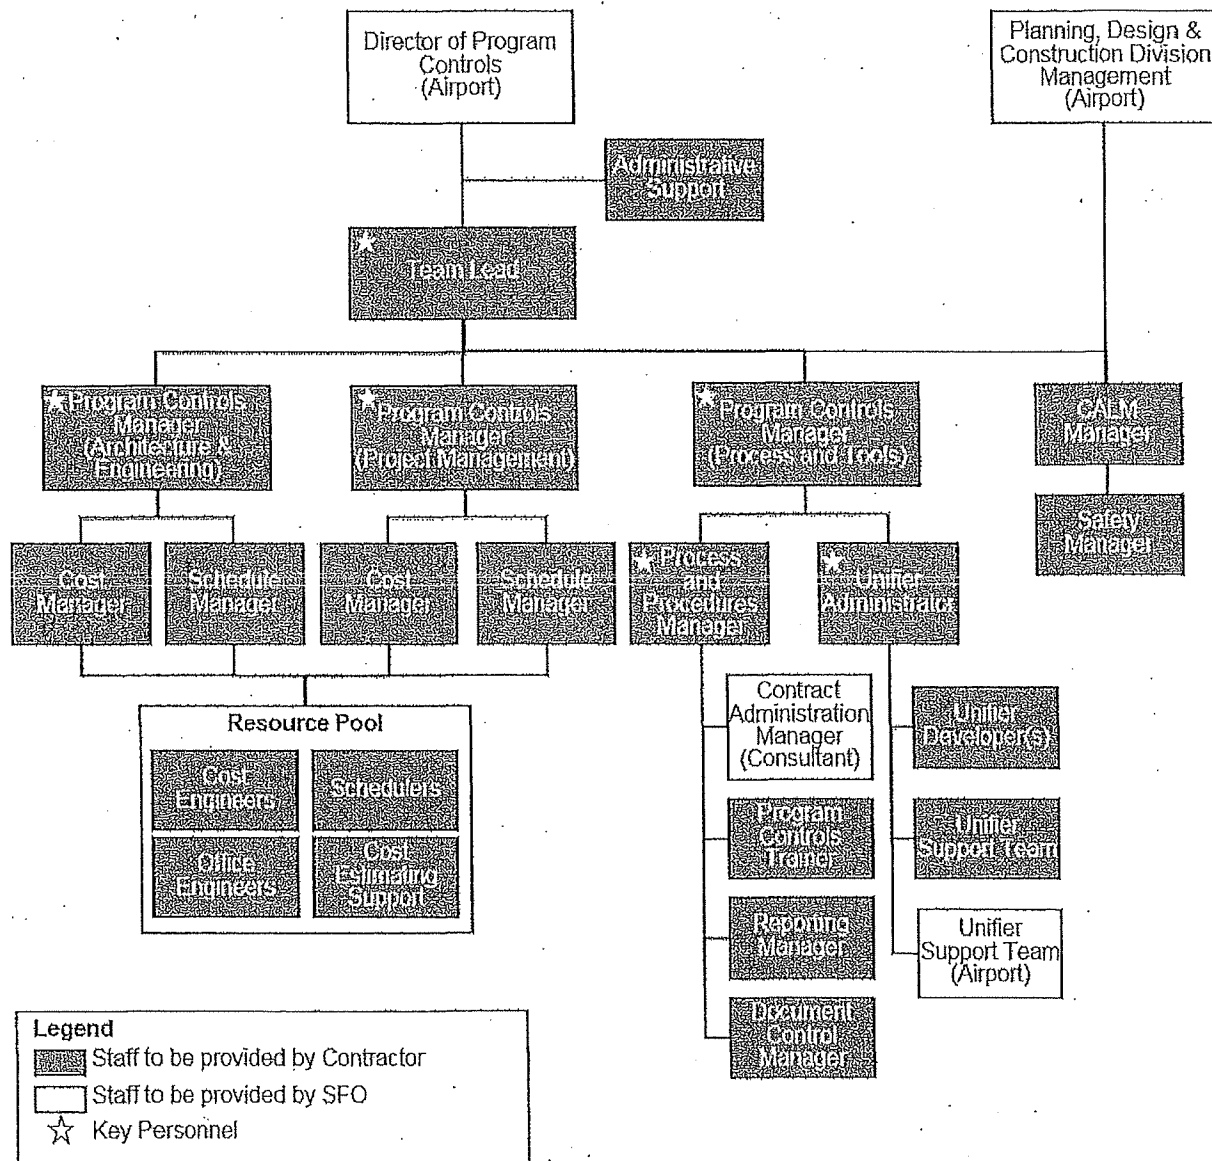 Director of Program
Controls
(Airport)
Planning, Design &
Construction Division
Management
(Airport)
Administrative
Support
Team Lead
Program Controls
Manager
(Architecture &
Engineering)
Program Controls
Manager
(Project Management)
Program Controls
Manager
(Process and Tools)
CALM
Manager
Safety
Manager
Cost
Manager
Schedule
Manager
Cost
Manager
Schedule
Manager
Process
and
Procedures
Manager
Unifier
Administrator
Resource Pool
Cost
Engineers
Schedulers
Office
Engineers
Cost
Estimating
Support
Contract
Administration
Manager
(Consultant)
Program
Controls
Trainer
Reporting
Manager
Document
Control
Manager
Unifier
Developer(s)
Unifier
Support Team
Unifier
Support Team
(Airport)
Legend
Staff to be provided by Contractor
Staff to be provided by SFO
Key Personnel